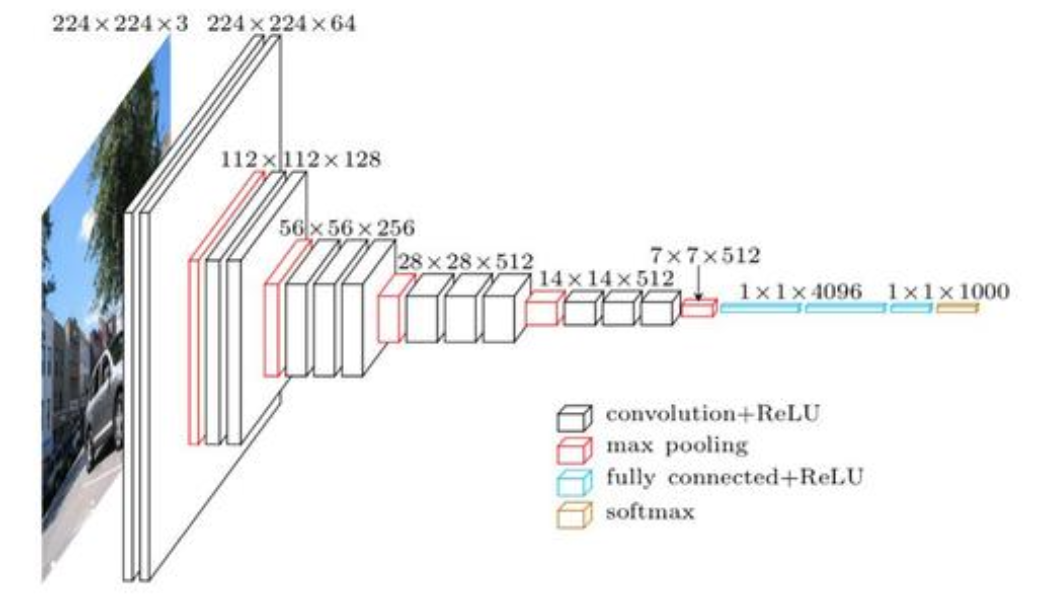 224×224×3
224×224×64
112×112×128
56×56×256
28×28×512
14×14×512
7×7×512
1×1×4096
1×1×1000
convolution+ReLU
max pooling
fully connected+ReLU
softmax